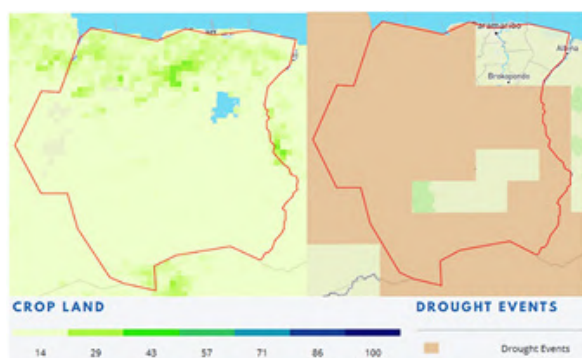 Paramaribo
Albina
Brokopondo
CROP LAND
DROUGHT EVENTS
14 29 43 57 71 86 100
Drought Events